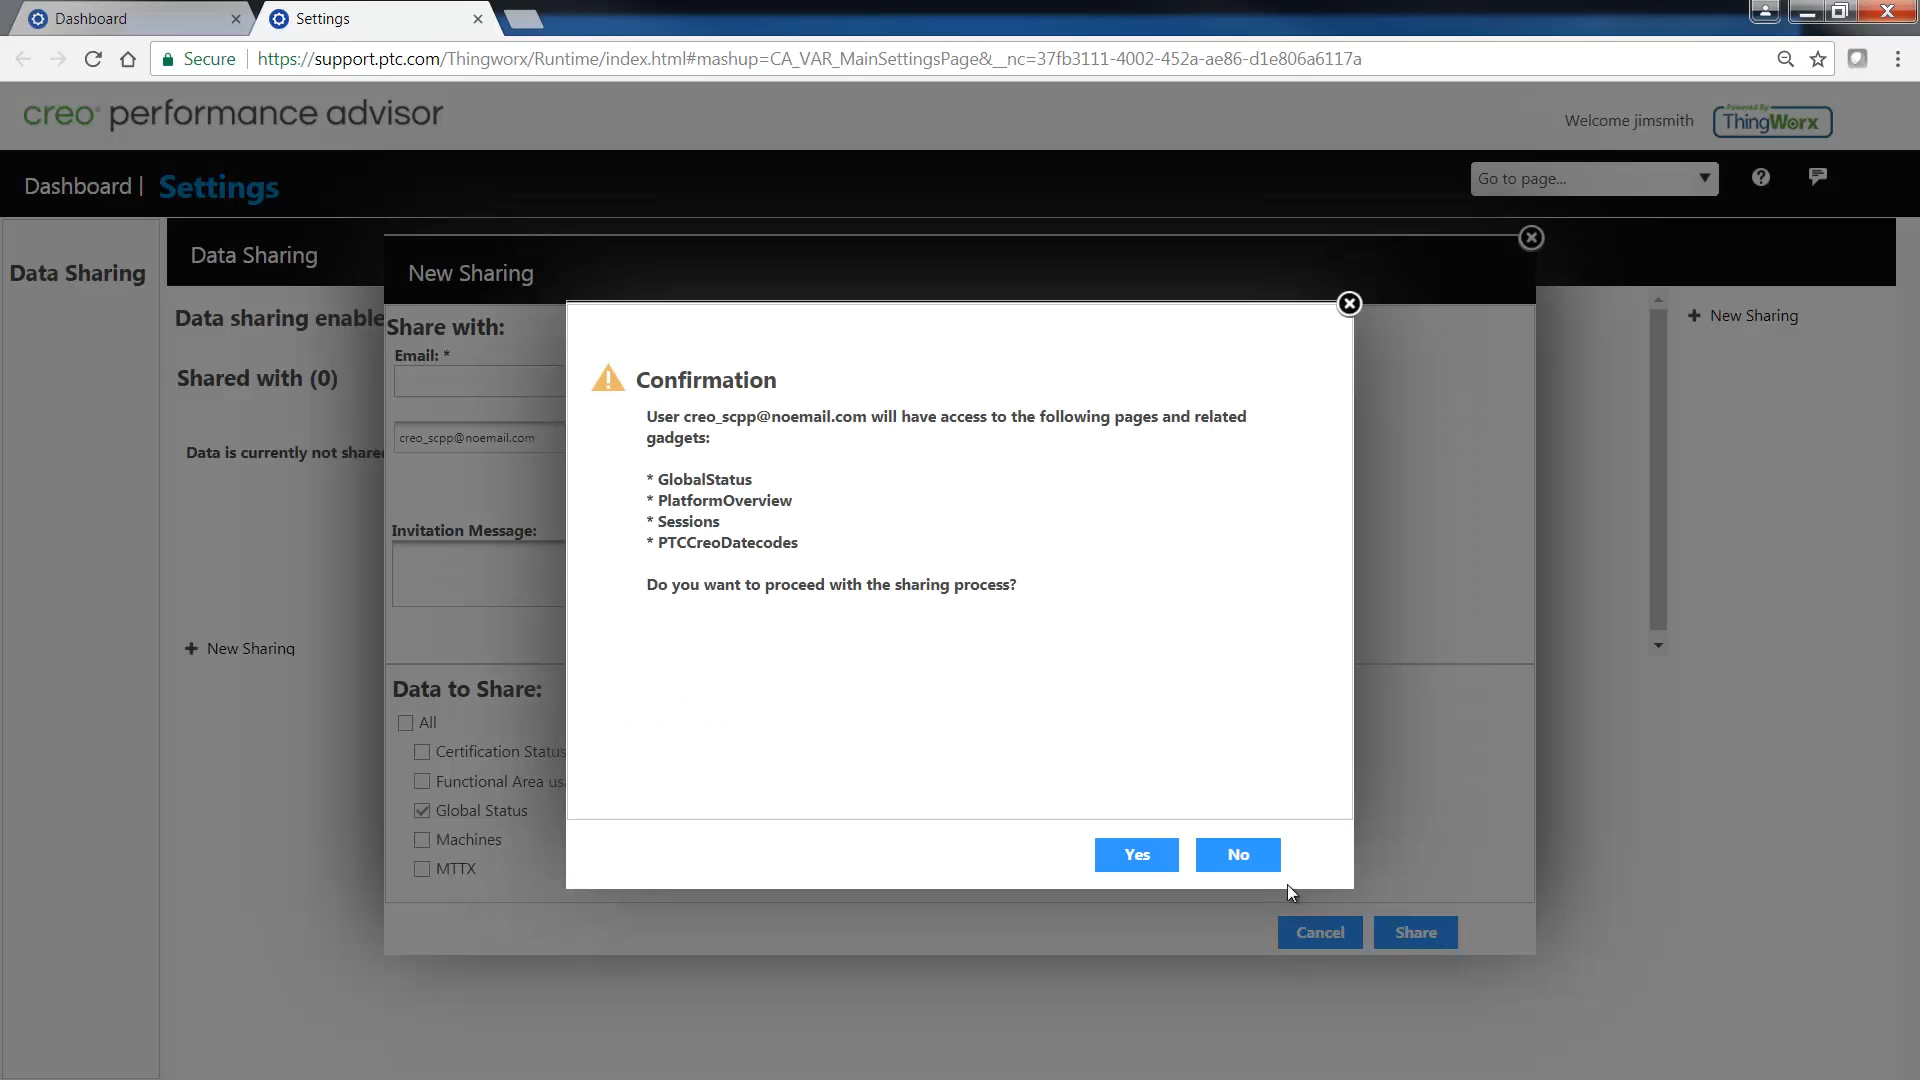 Dashboard
Settings
Secure
https://support.ptc.com/Thingworx/Runtime/index.html#mashup=CA_VAR_MainSettingsPage&__nc=37fb3111-4002-452a-ae86-d1e806a6117a
creo performance advisor
Welcome jimsmith
Powered By
ThingWorx
Dashboard | Settings
Go to page...
Data Sharing
Data Sharing
Data sharing enable
Shared with (0)
Data is currently not share
+ New Sharing
+ New Sharing
New Sharing
Share with:
Email: *
creo_scpp@noemail.com
Invitation Message:
Data to Share:
All
Certification Status
Functional Area us
Global Status
Machines
MTTX
Cancel
Share
Confirmation
User creo_scpp@noemail.com will have access to the following pages and related
gadgets:
* GlobalStatus
* PlatformOverview
* Sessions
* PTCCreoDatecodes
Do you want to proceed with the sharing process?
Yes
No